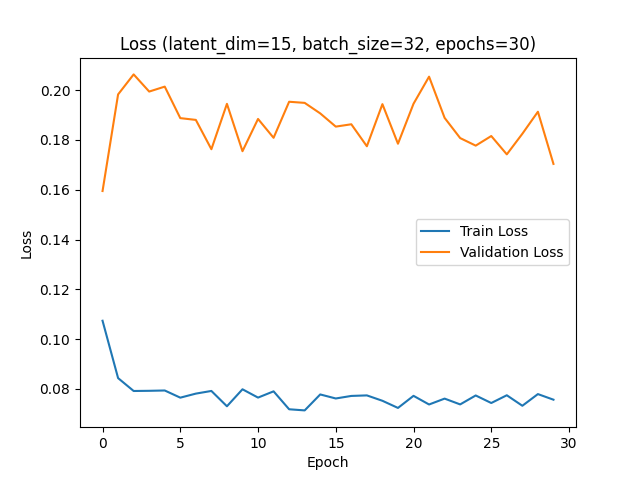 Loss (latent_dim=15, batch_size=32, epochs=30)
Loss
0.20
0.18
0.16
0.14
0.12
0.10
0.08
Train Loss
Validation Loss
0 5 10 15 20 25 30
Epoch